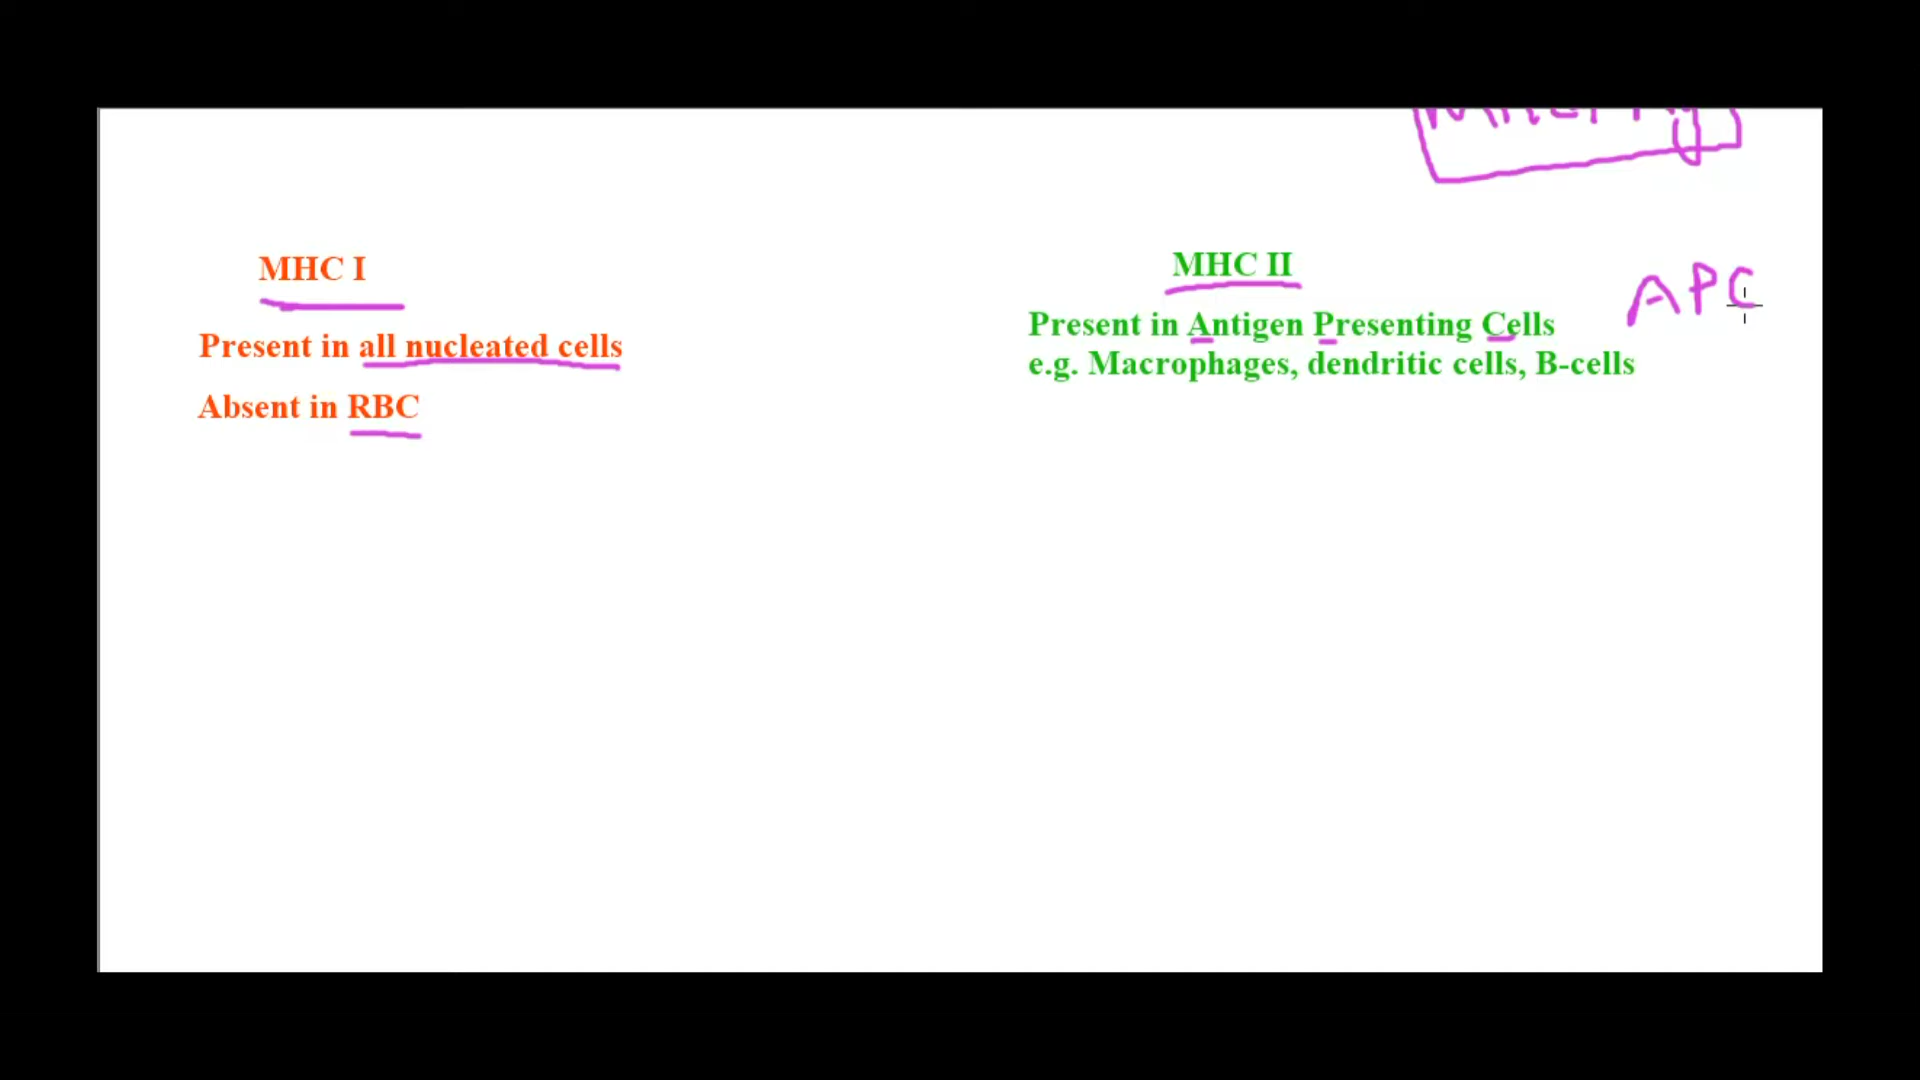 MHC I
Present in all nucleated cells
Absent in RBC
MHC II
Present in Antigen Presenting Cells
e.g. Macrophages, dendritic cells, B-cells
APC